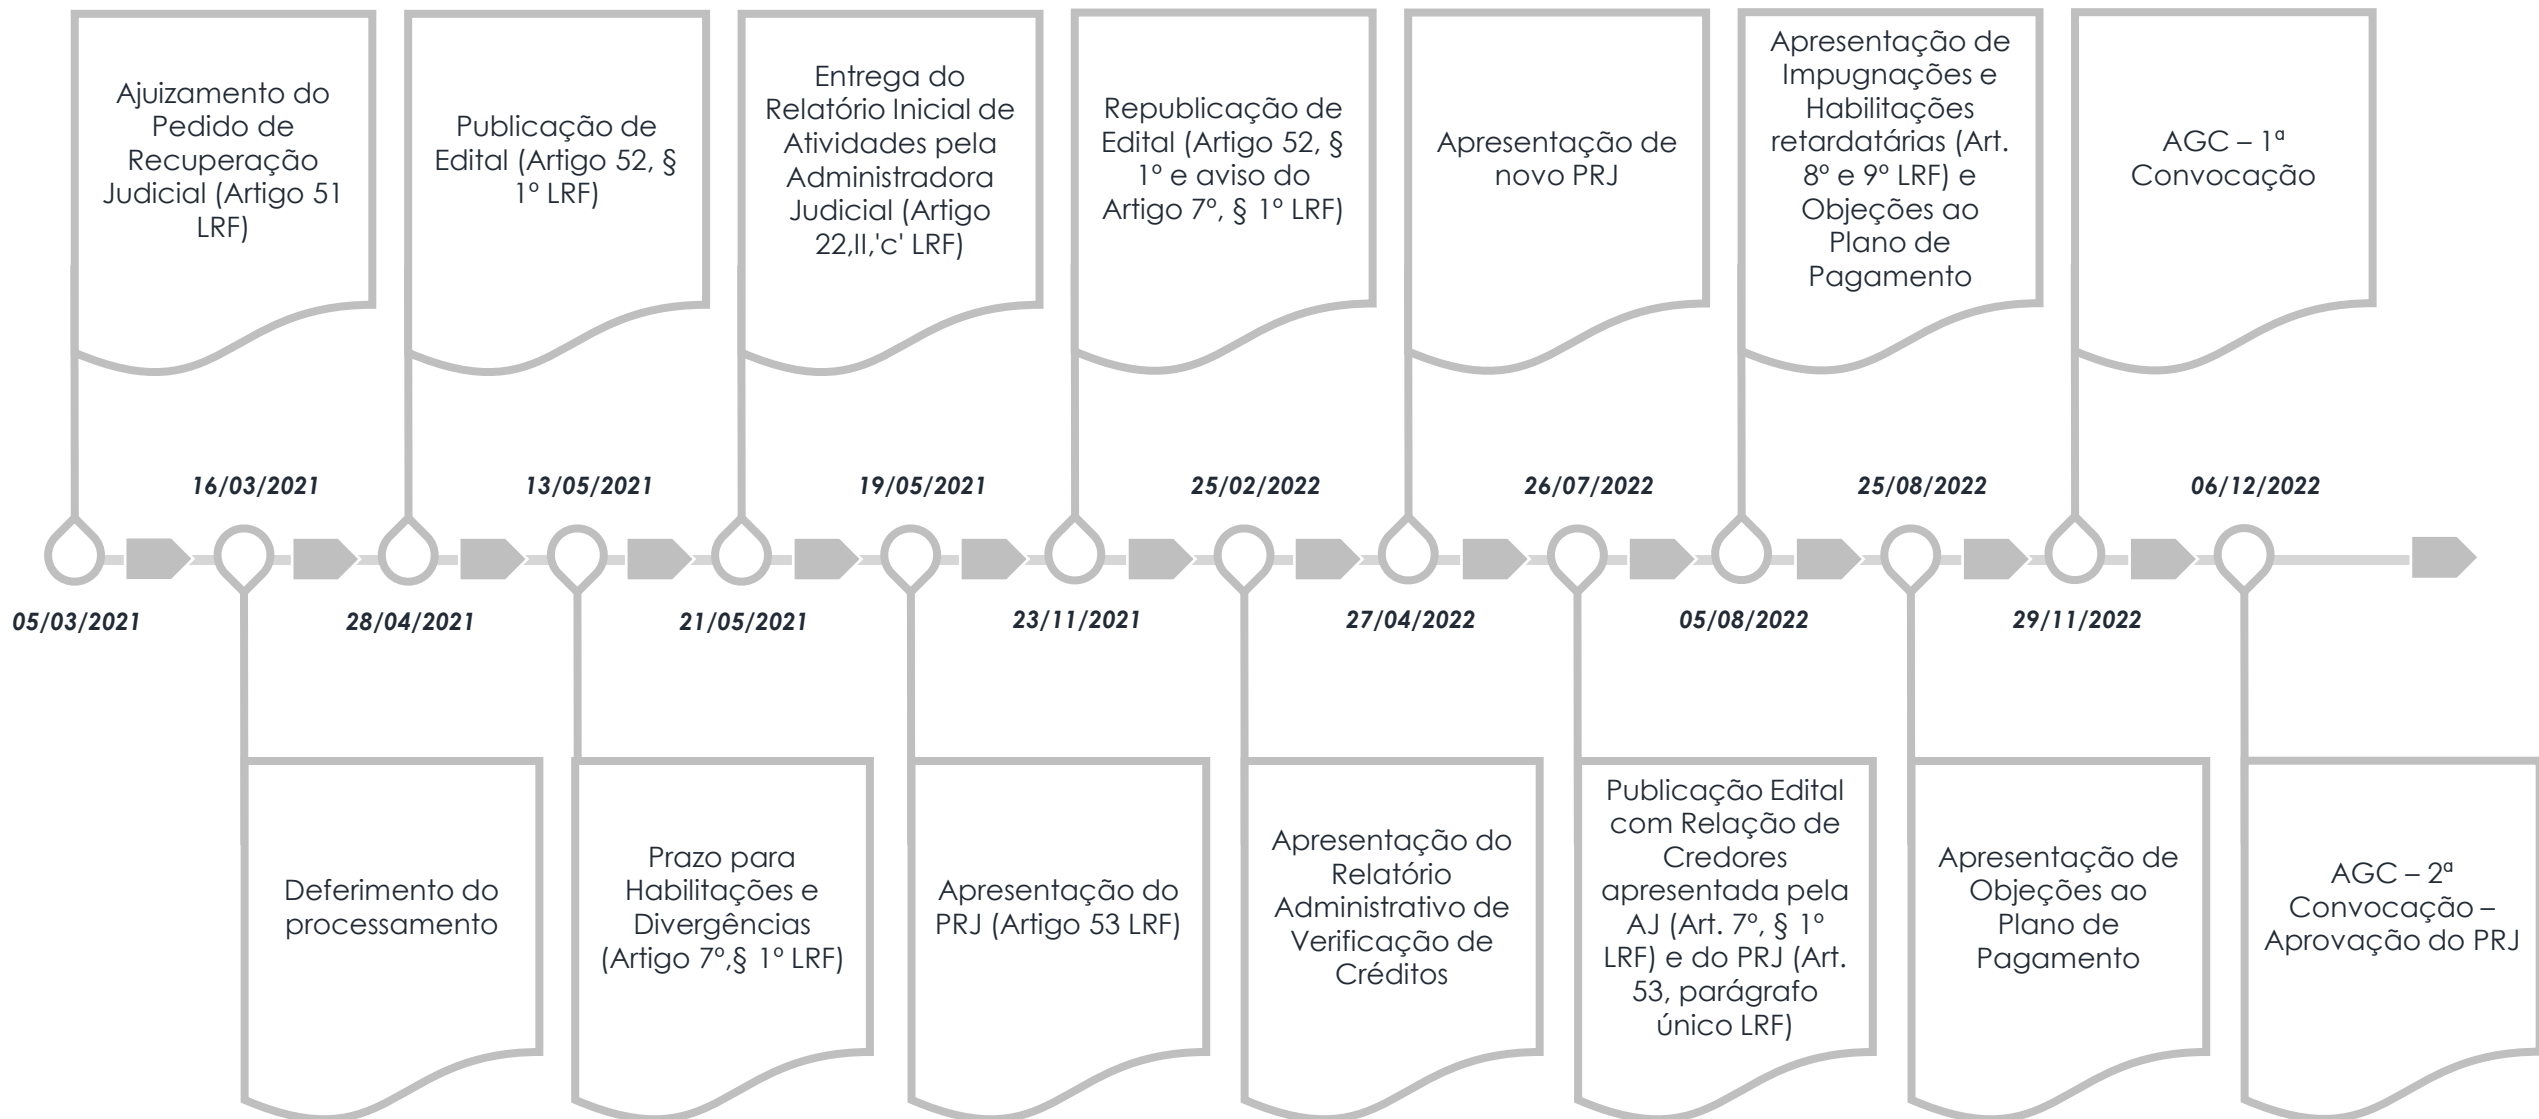 Ajuizamento do
Pedido de
Recuperação
Judicial (Artigo 51
LRF)
Publicação de
Edital (Artigo 52, §
1º LRF)
Entrega do
Relatório Inicial de
Atividades pela
Administradora
Judicial (Artigo
22,II,'c' LRF)
Republicação de
Edital (Artigo 52, §
1º e aviso do
Artigo 7º, § 1º LRF)
Apresentação de
novo PRJ
Apresentação de
Impugnações e
Habilitações
retardatárias (Art.
8º e 9º LRF) e
Objeções ao
Plano de
Pagamento
AGC – 1ª
Convocação
16/03/2021
13/05/2021
19/05/2021
25/02/2022
26/07/2022
25/08/2022
06/12/2022
05/03/2021
28/04/2021
21/05/2021
23/11/2021
27/04/2022
05/08/2022
29/11/2022
Deferimento do
processamento
Prazo para
Habilitações e
Divergências
(Artigo 7º,§ 1º LRF)
Apresentação do
PRJ (Artigo 53 LRF)
Apresentação do
Relatório
Administrativo de
Verificação de
Créditos
Publicação Edital
com Relação de
Credores
apresentada pela
AJ (Art. 7º, § 1º
LRF) e do PRJ (Art.
53, parágrafo
único LRF)
Apresentação de
Objeções ao
Plano de
Pagamento
AGC – 2ª
Convocação –
Aprovação do PRJ